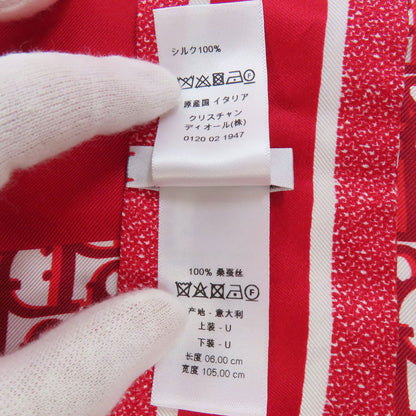 シルク100%
原産国 イタリア
クリスチャン
ディオール(株)
0120 02 1947
100% 桑蚕丝
产地 - 意大利
上装 - U
下装 - U
长度 06.00 cm
宽度 105.00 cm